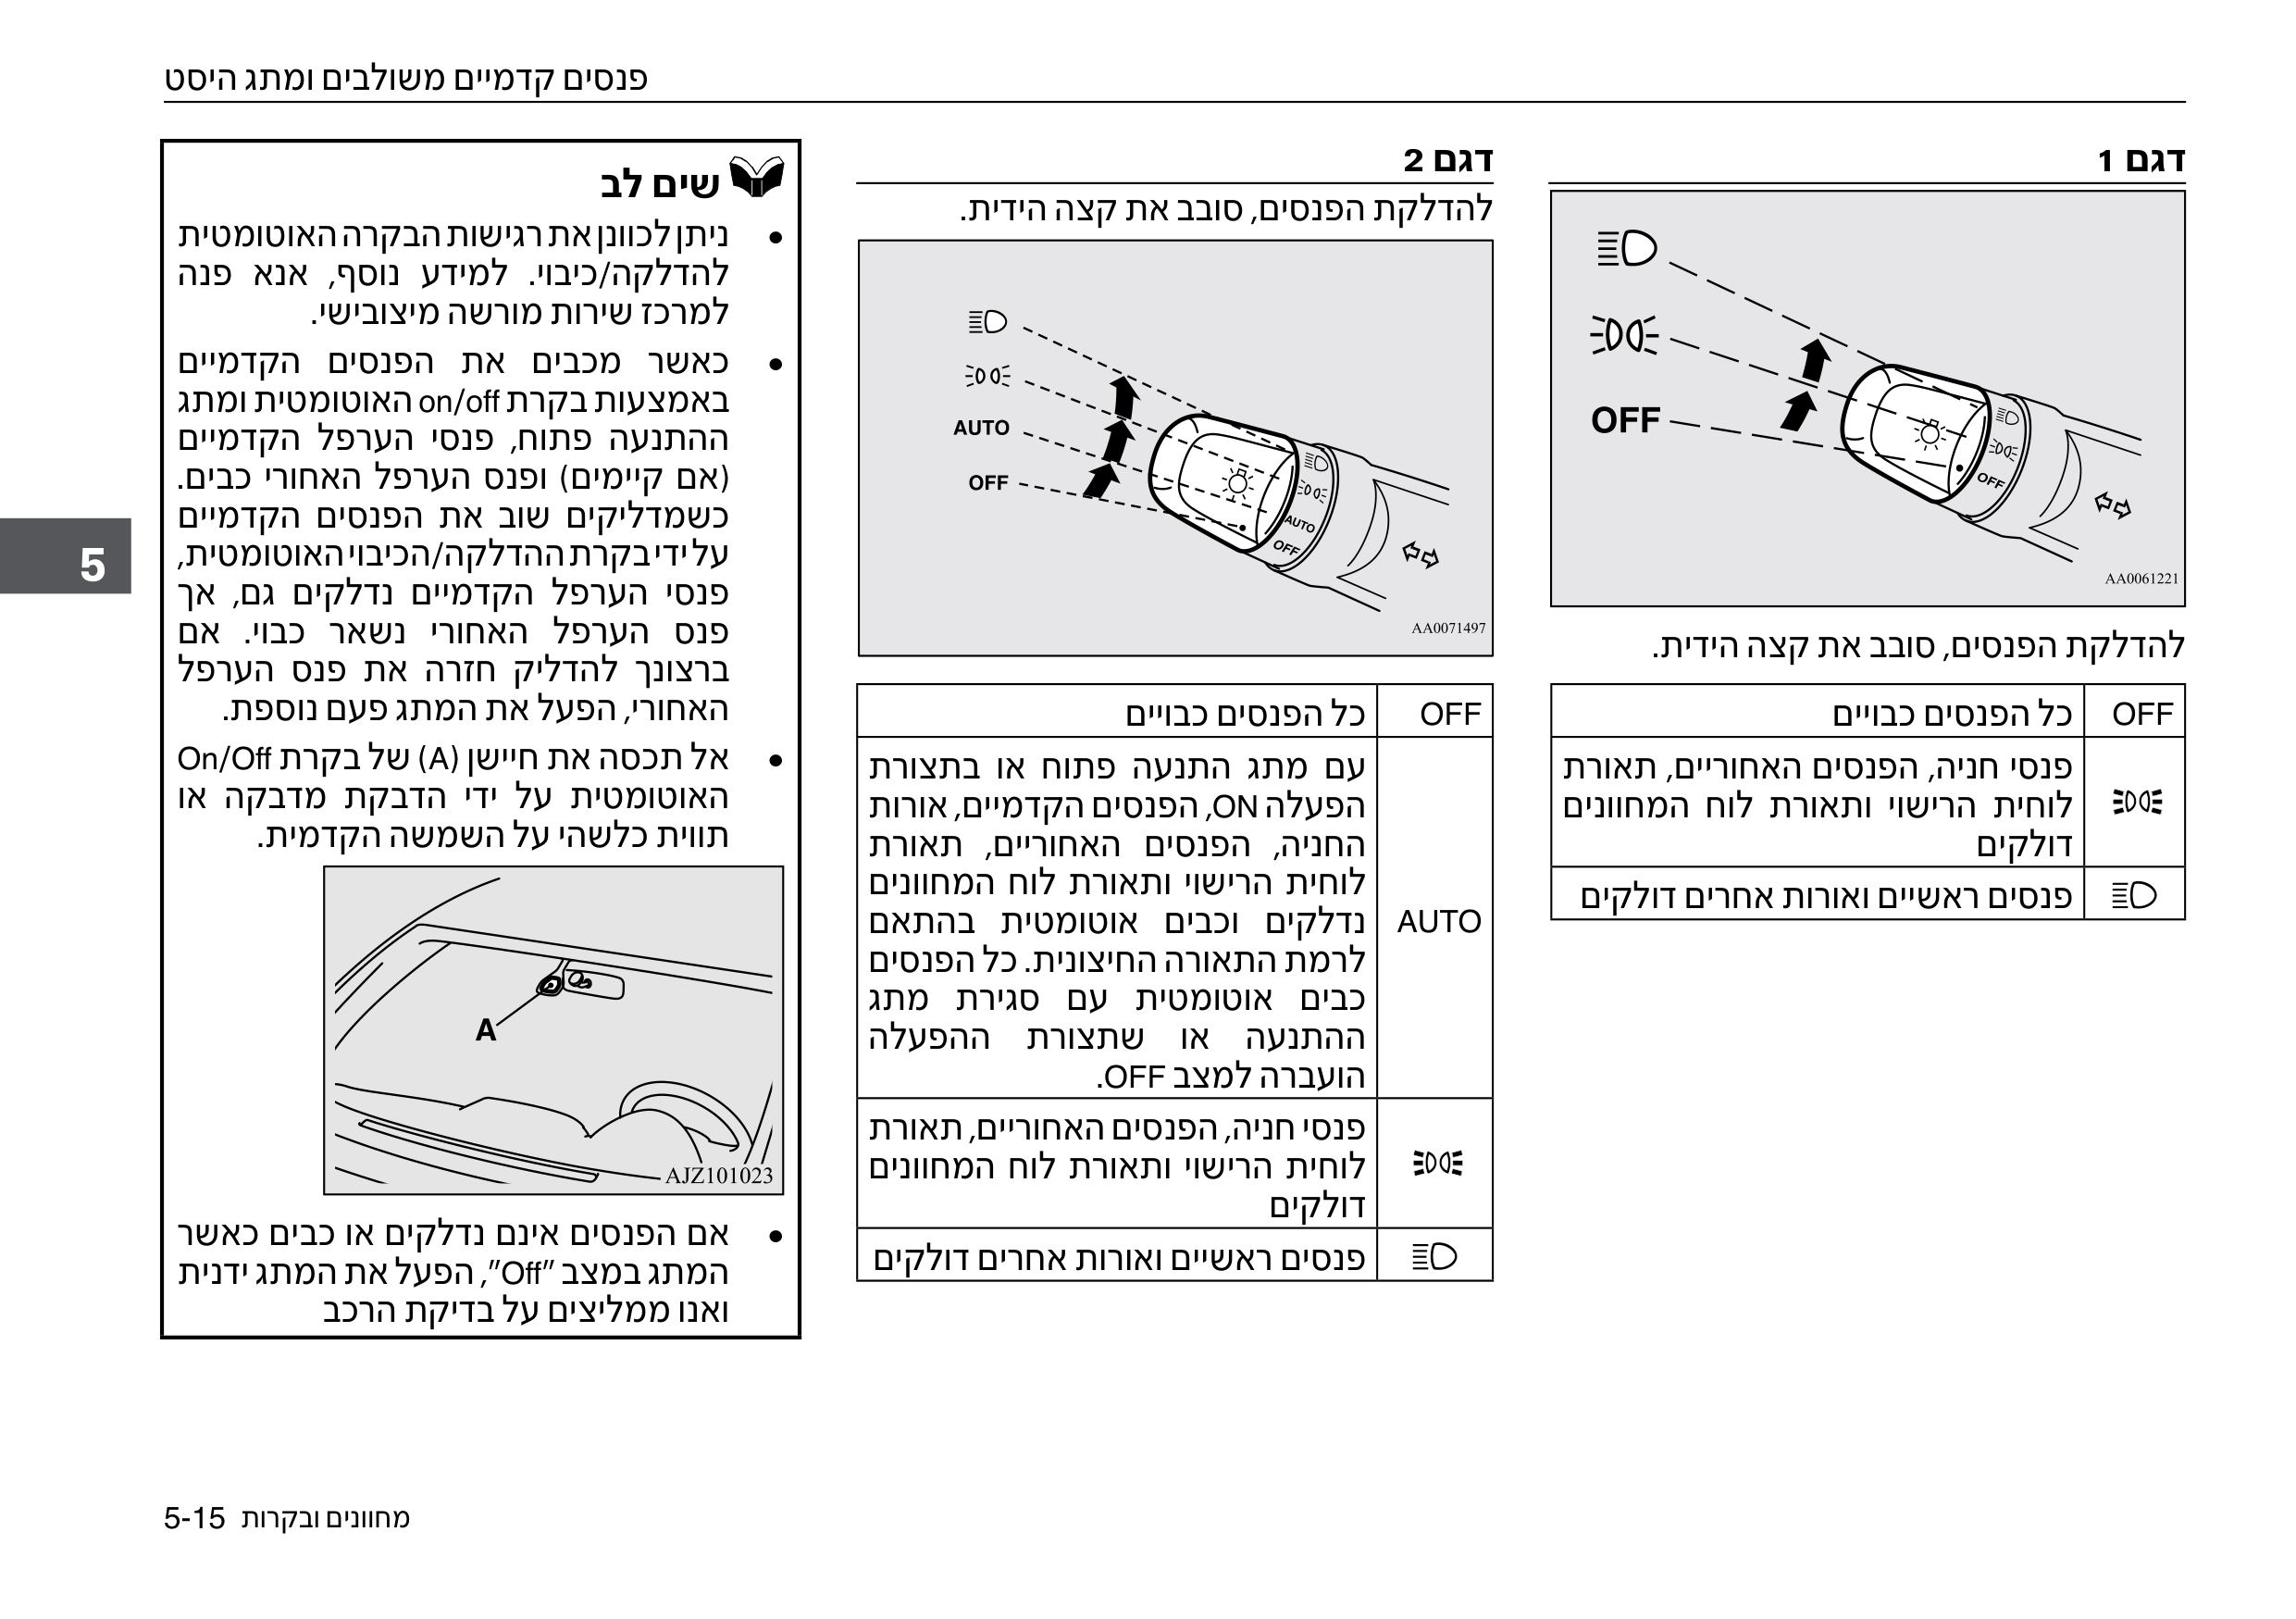 פנסים קדמיים משולבים ומתג היסט
דגם 1
OFF
OFF
AA0061221
להדלקת הפנסים, סובב את קצה הידית.
OFF כל הפנסים כבויים
פנסי חניה, הפנסים האחוריים, תאורת
לוחית הרישוי ותאורת לוח המחוונים
דולקים
פנסים ראשיים ואורות אחרים דולקים
דגם 2
להדלקת הפנסים, סובב את קצה הידית.
AUTO
OFF
AUTO
OFF
AA0071497
OFF כל הפנסים כבויים
AUTO
עם מתג התנעה פתוח או בתצורת
הפעלה ON, הפנסים הקדמיים, אורות
החניה, הפנסים האחוריים, תאורת
לוחית הרישוי ותאורת לוח המחוונים
נדלקים וכבים אוטומטית בהתאם
לרמת התאורה החיצונית. כל הפנסים
כבים אוטומטית עם סגירת מתג
ההתנעה או שתצורת ההפעלה
הועברה למצב OFF.
פנסי חניה, הפנסים האחוריים, תאורת
לוחית הרישוי ותאורת לוח המחוונים
דולקים
פנסים ראשיים ואורות אחרים דולקים
שים לב
• ניתן לכוונן את רגישות הבקרה האוטומטית
להדלקה/כיבוי. למידע נוסף, אנא פנה
למרכז שירות מורשה מיצובישי.
• כאשר מכבים את הפנסים הקדמיים
באמצעות בקרת on/off האוטומטית ומתג
ההתנעה פתוח, פנסי הערפל הקדמיים
(אם קיימים) ופנס הערפל האחורי כבים.
כשמדליקים שוב את הפנסים הקדמיים
על ידי בקרת ההדלקה/הכיבוי האוטומטית,
פנסי הערפל הקדמיים נדלקים גם, אך
פנס הערפל האחורי נשאר כבוי. אם
ברצונך להדליק חזרה את פנס הערפל
האחורי, הפעל את המתג פעם נוספת.
• אל תכסה את חיישן (A) של בקרת On/Off
האוטומטית על ידי הדבקת מדבקה או
תווית כלשהי על השמשה הקדמית.
A
AJZ101023
• אם הפנסים אינם נדלקים או כבים כאשר
המתג במצב "Off", הפעל את המתג ידנית
ואנו ממליצים על בדיקת הרכב
5
מחוונים ובקרות 5-15